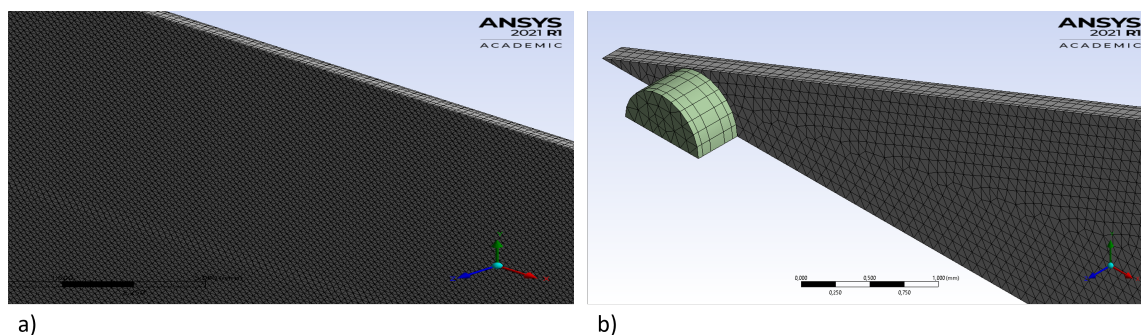 ANSYS
2021 R1
ACADEMIC
ANSYS
2021 R1
ACADEMIC
0,000
0,500
1,000 (mm)
0,250
0,750
a)
b)